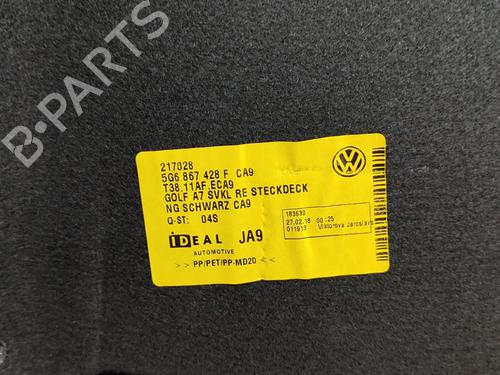 217028
5G6 867 428 F CA9
T38.11AF.ECA9
GOLF A7 SVKL RE STECKDECK
NG SCHWARZ CA9
Q-ST: 04S
iDEAL JA9
AUTOMOTIVE
>> PP/PET/PP-MD20 <<
183630
27.02.18 00:25
011913 Viktorova Jaroslava
B-PARTS